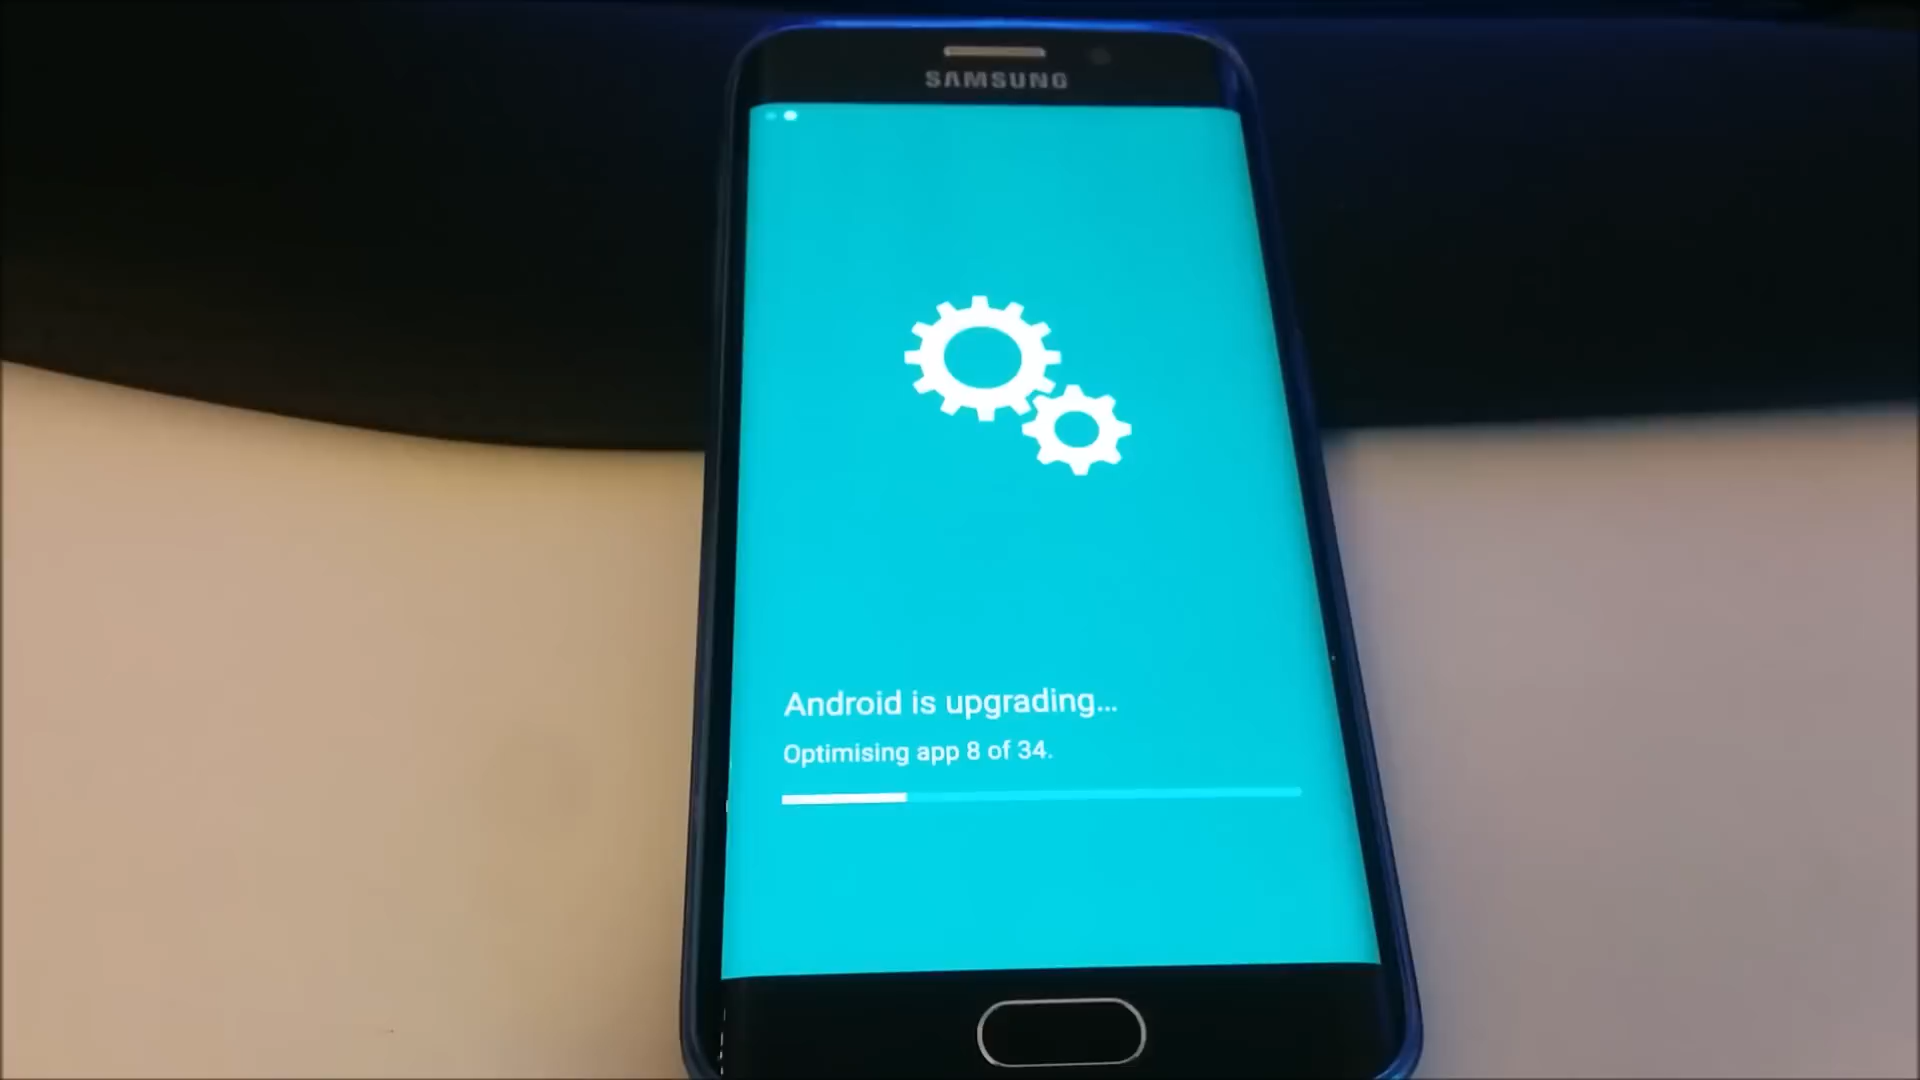 SAMSUNG
Android is upgrading...
Optimising app 8 of 34.